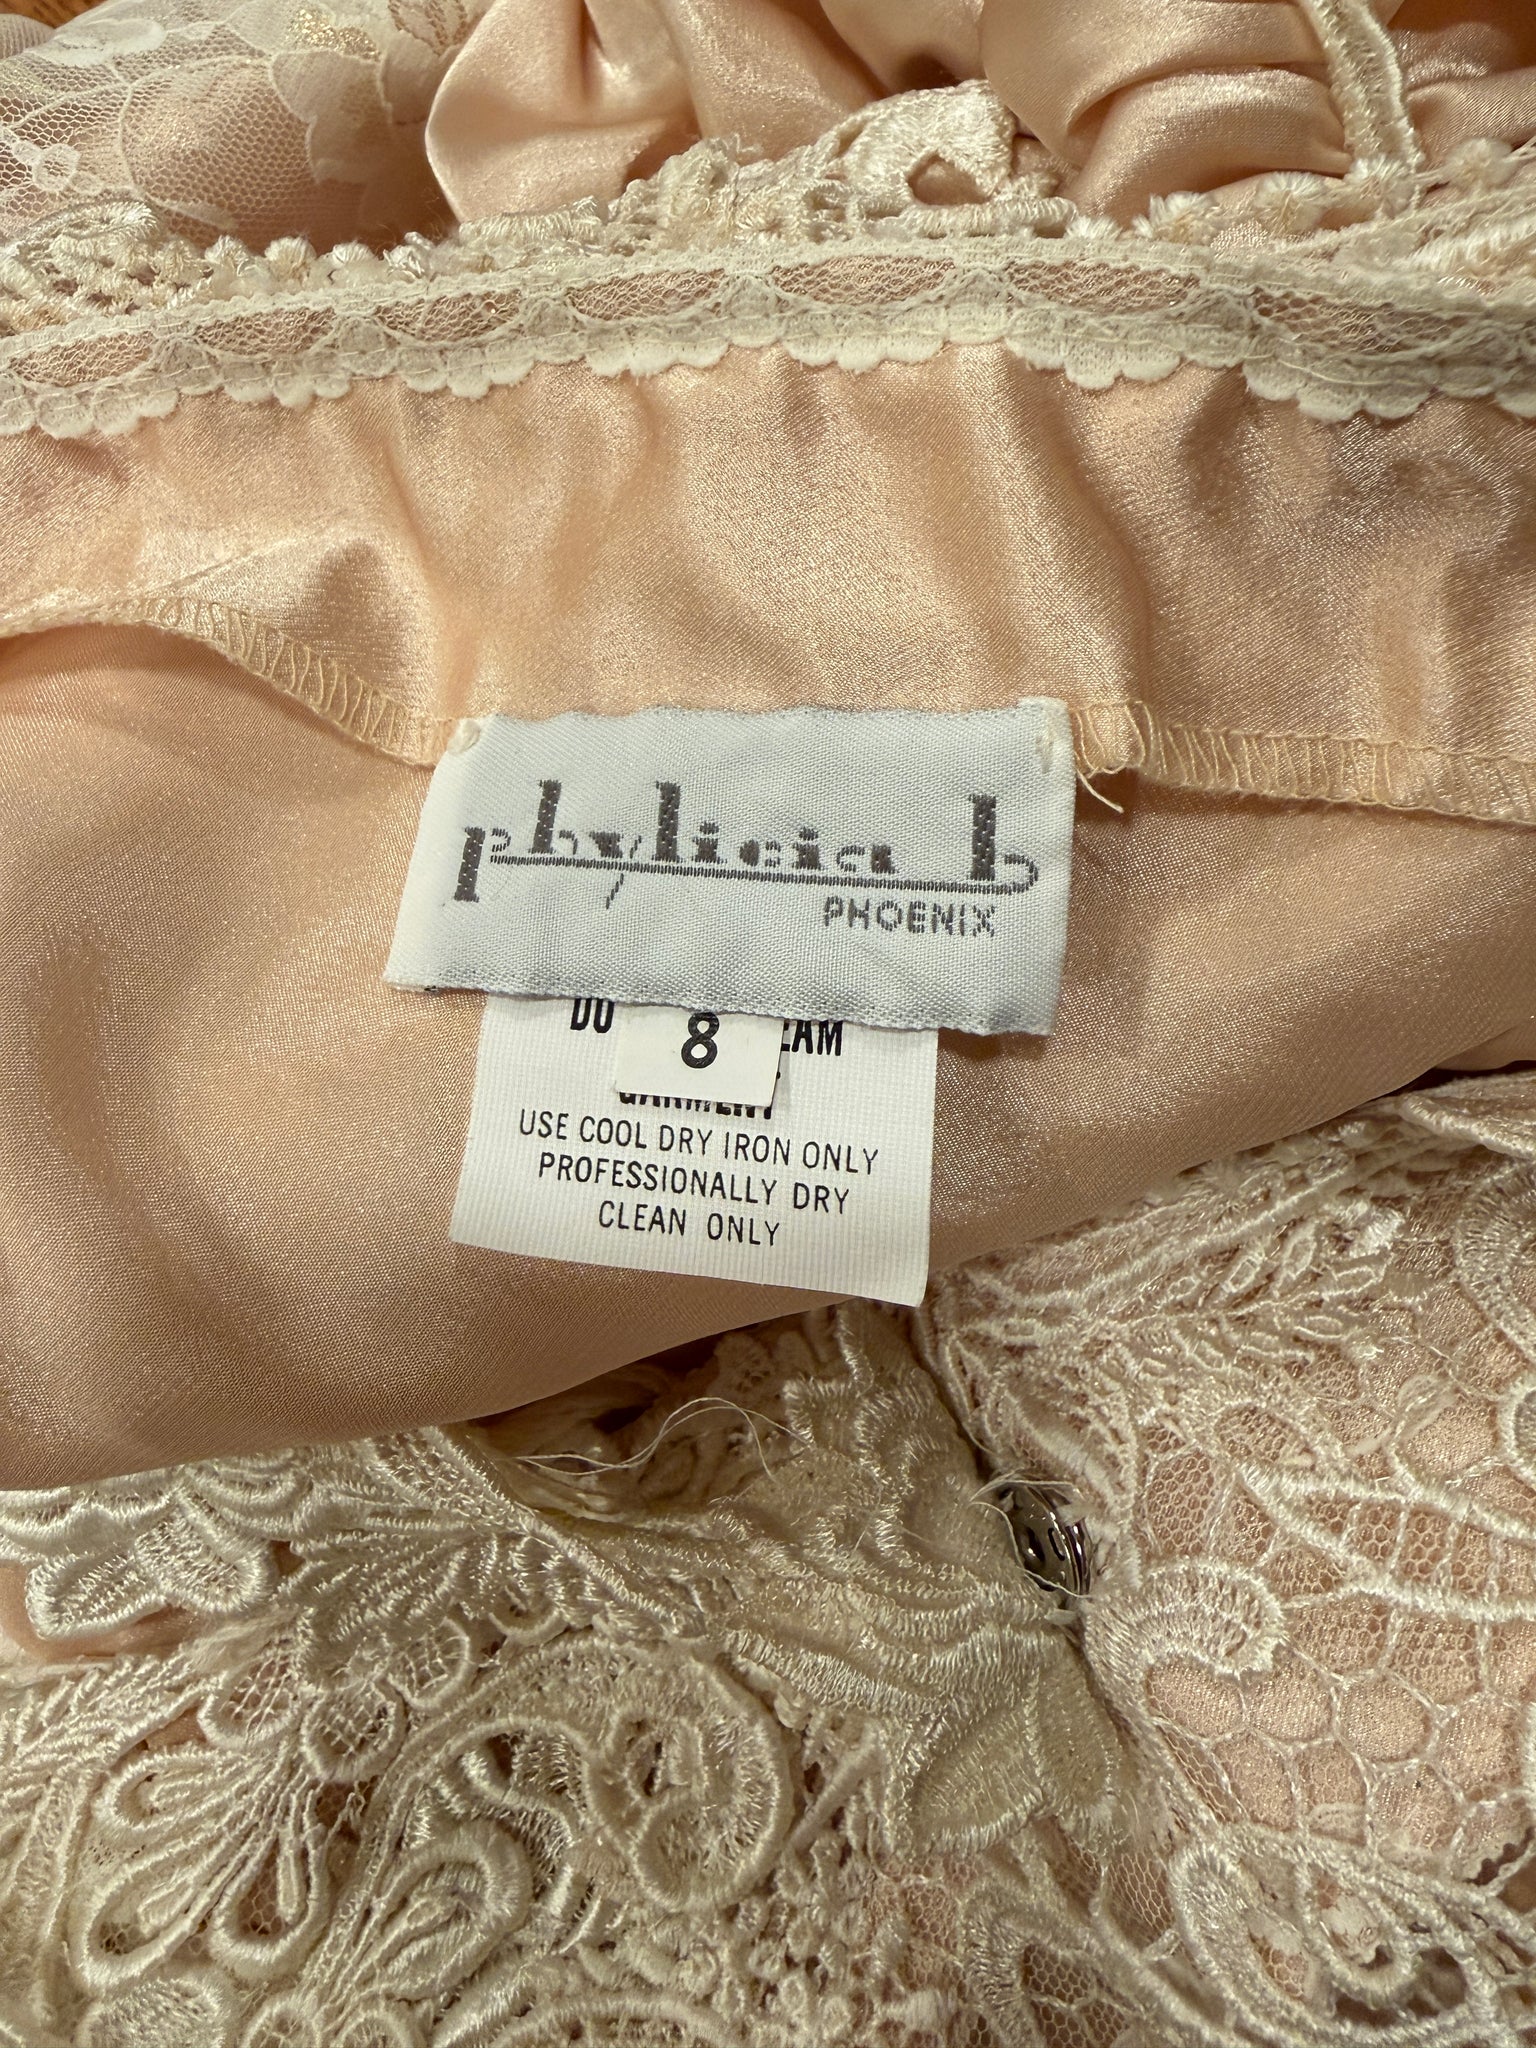 phylicia b
PHOENIX
8
USE COOL DRY IRON ONLY
PROFESSIONALLY DRY
CLEAN ONLY